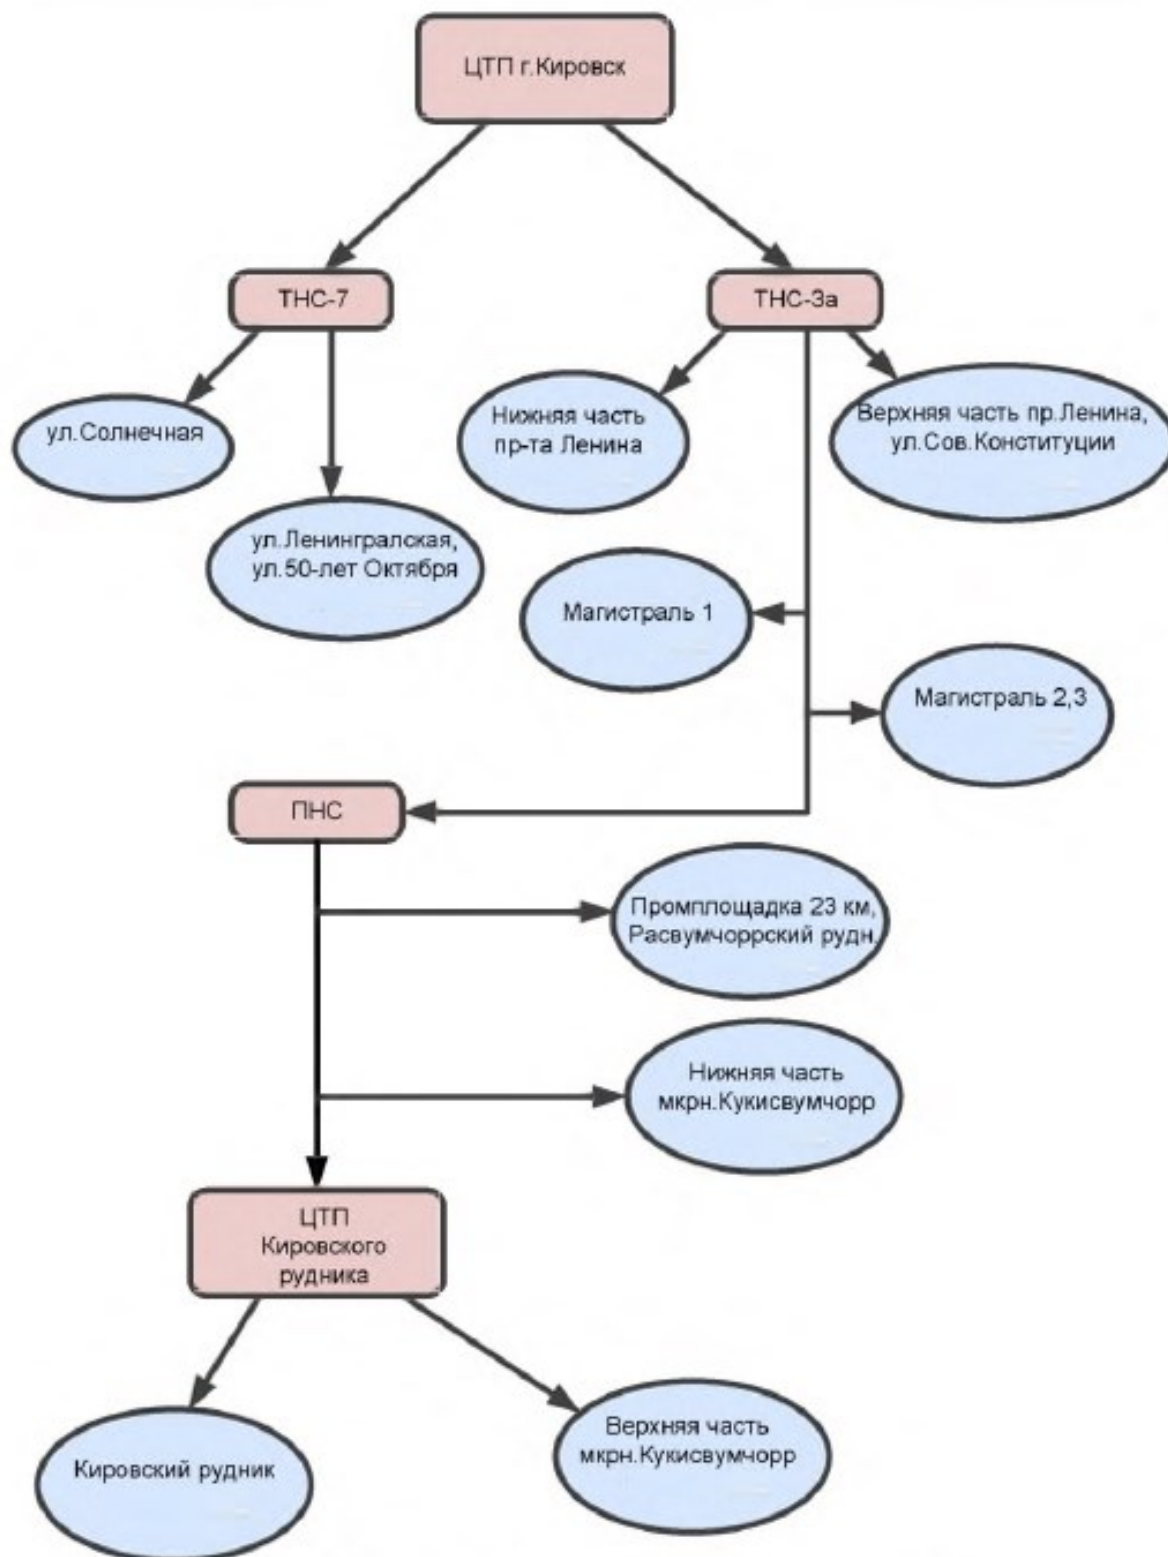 ЦТП г.Кировск
ТНС-7
ТНС-3а
ул.Солнечная
Нижняя часть
пр-та Ленина
Верхняя часть пр.Ленина,
ул.Сов.Конституции
ул.Ленингралская,
ул.50-лет Октября
Магистраль 1
Магистраль 2,3
ПНС
Промплощадка 23 км,
Расвумчоррский рудн.
Нижняя часть
мкрн.Кукисвумчорр
ЦТП
Кировского
рудника
Кировский рудник
Верхняя часть
мкрн.Кукисвумчорр